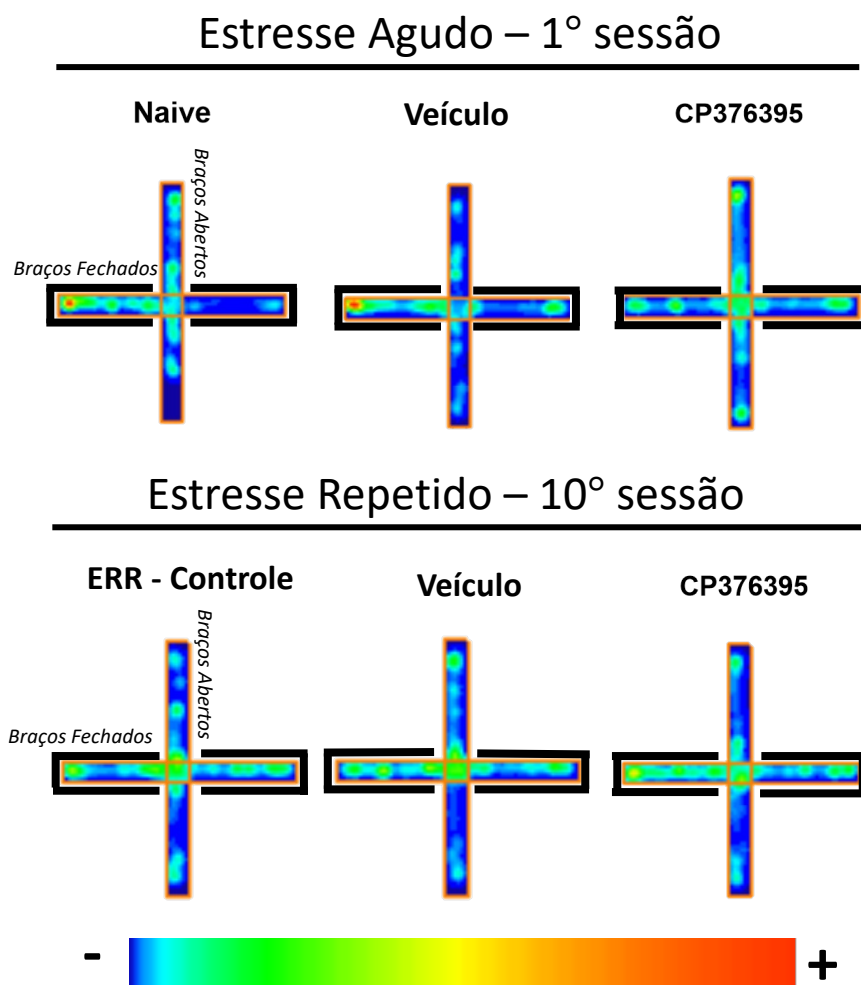 Estresse Agudo – 1° sessão
Naive
Veículo
CP376395
Braços Abertos
Braços Fechados
Estresse Repetido – 10° sessão
ERR - Controle
Veículo
CP376395
Braços Abertos
Braços Fechados
- +